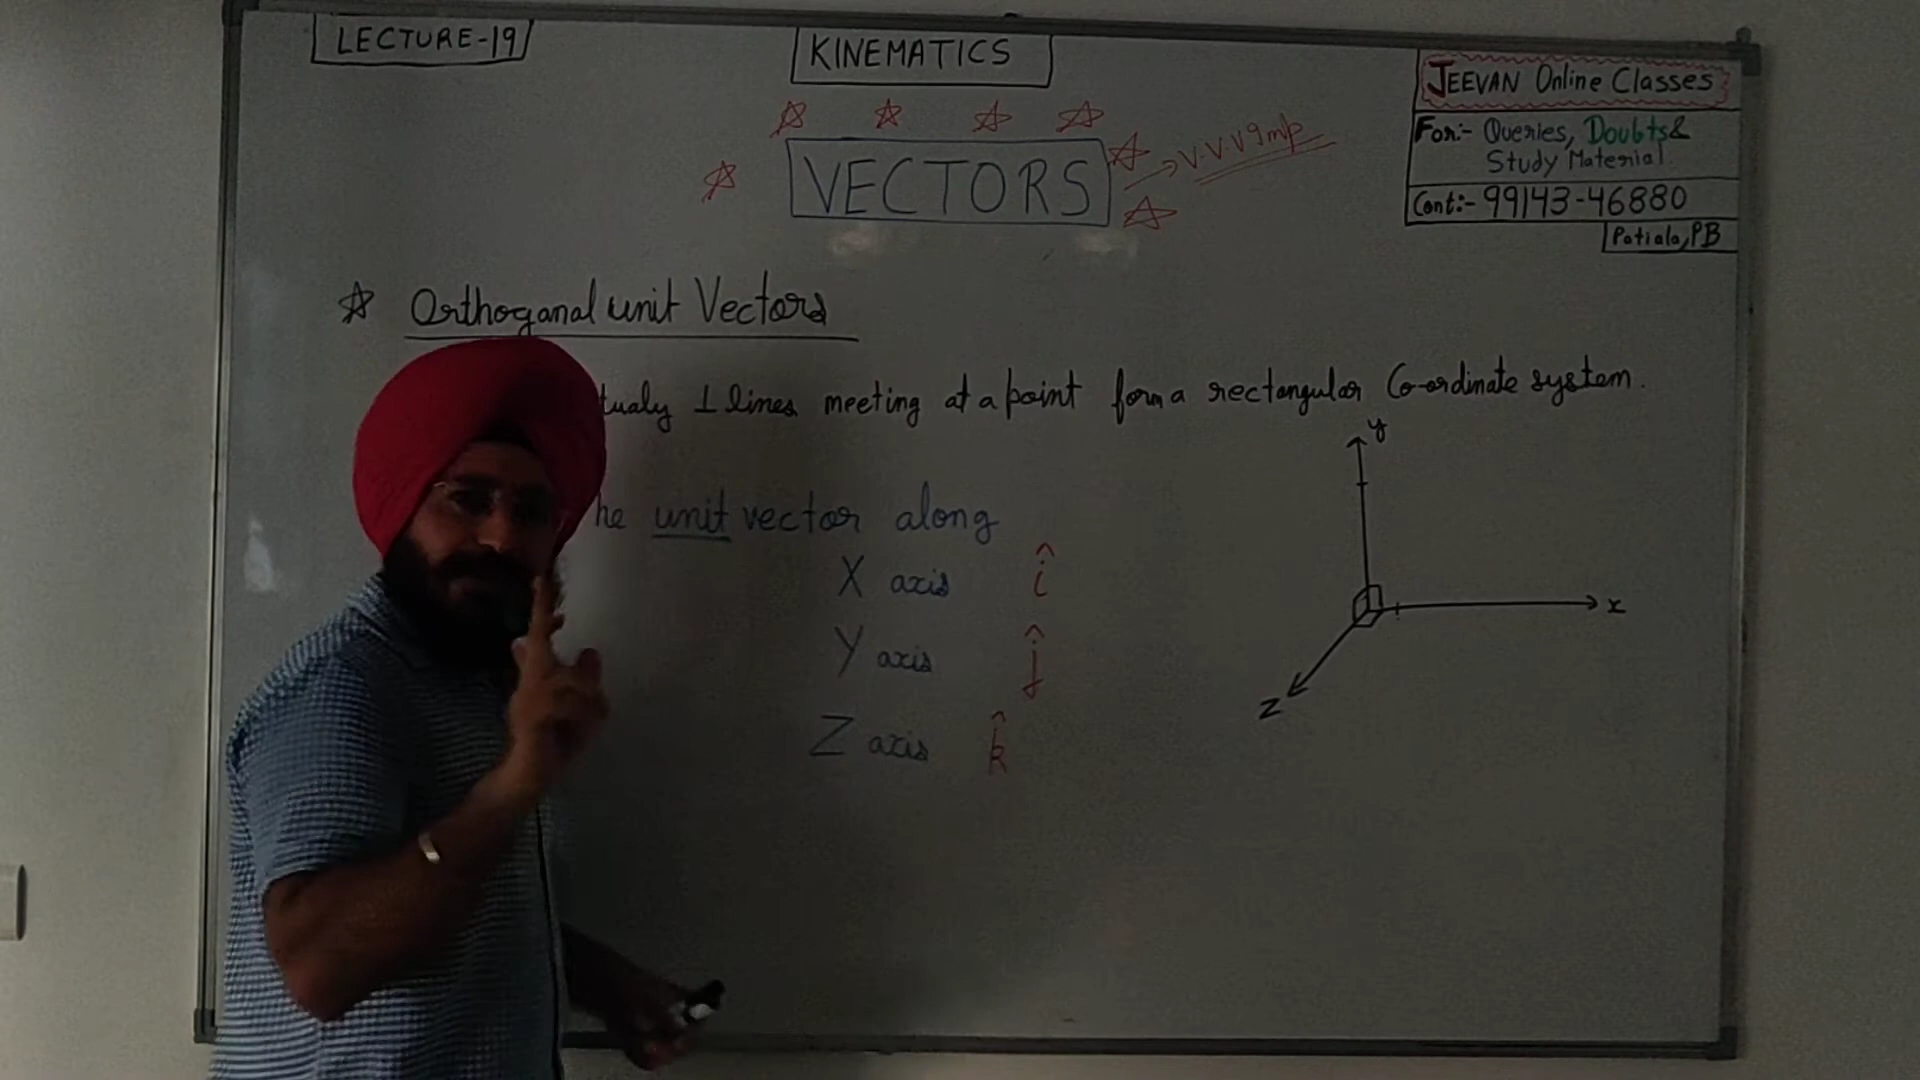 LECTURE-19
KINEMATICS
JEEVAN Online Classes
For:- Queries, Doubts&
Study Material
Cont:- 99143-46880
Patiala, PB
VECTORS
→ V.V.V Imp
Orthoganal unit Vectors
tualy ⊥ lines meeting at a point form a rectangular Co-ordinate system.
he unit vector along
X axis î
Y axis ĵ
Z axis k̂
y
x
Z